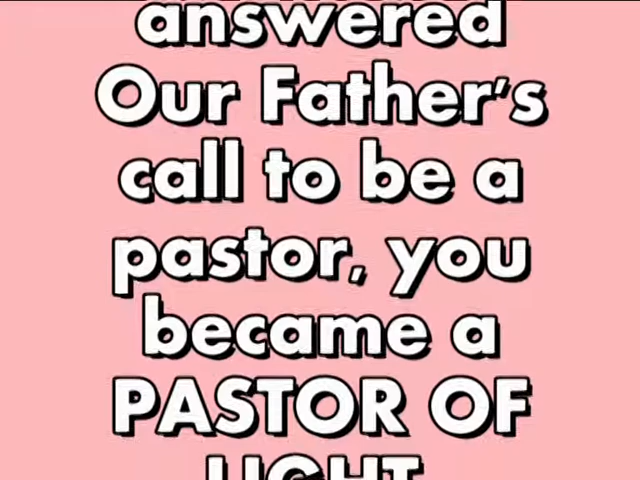 answered
Our Father's
call to be a
pastor, you
became a
PASTOR OF
LIGHT